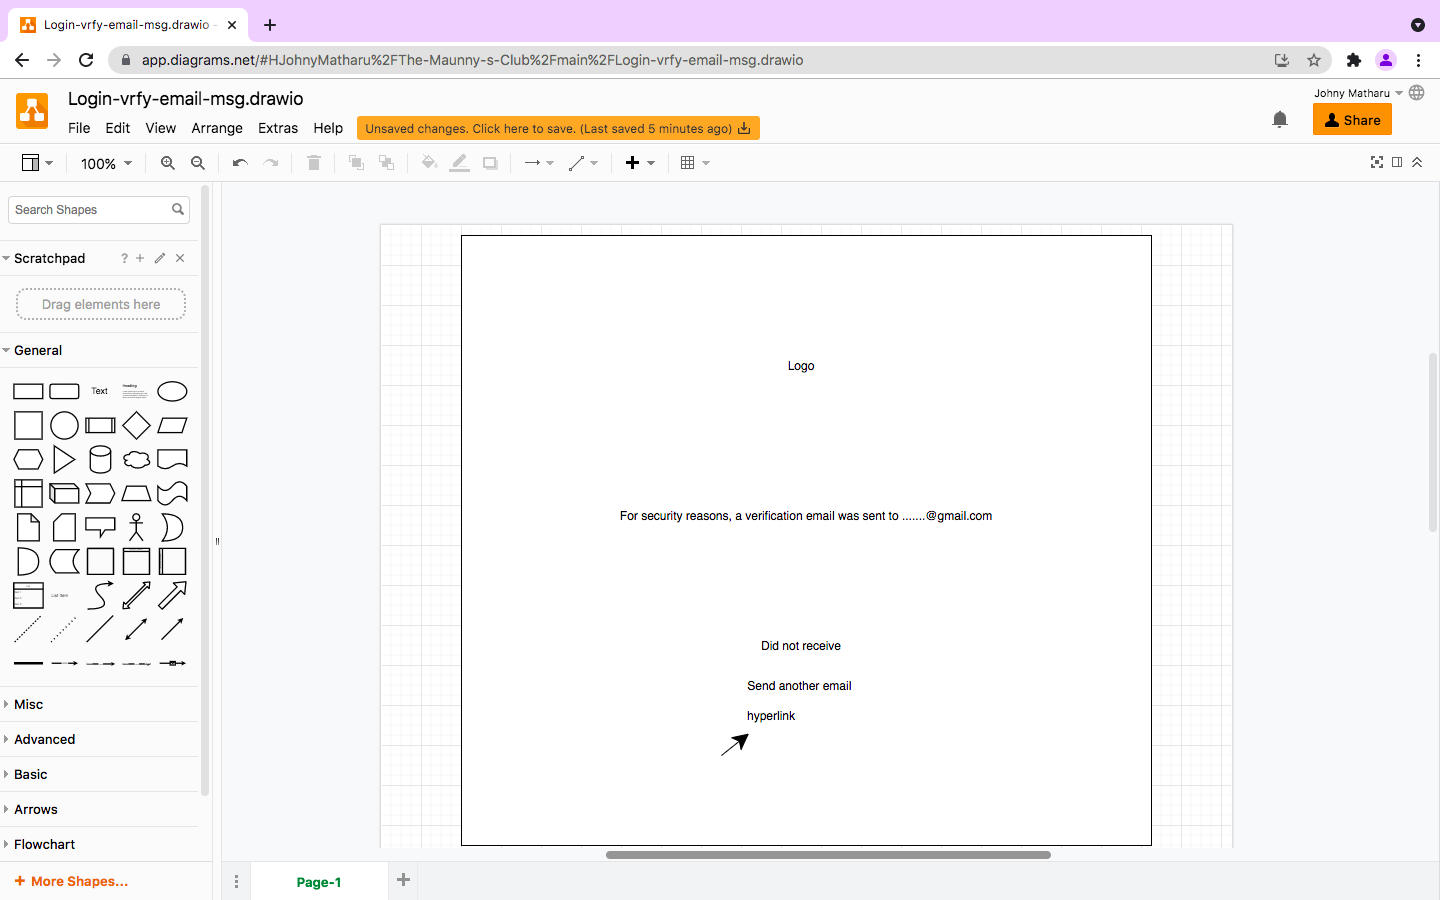 Login-vrfy-email-msg.drawio -
app.diagrams.net/#HJohnyMatharu%2FThe-Maunny-s-Club%2Fmain%2FLogin-vrfy-email-msg.drawio
Login-vrfy-email-msg.drawio
Johny Matharu
File Edit View Arrange Extras Help
Unsaved changes. Click here to save. (Last saved 5 minutes ago)
Share
100%
Search Shapes
Scratchpad
?
Drag elements here
General
Text
Heading
List Item
Misc
Advanced
Basic
Arrows
Flowchart
+ More Shapes...
Logo
For security reasons, a verification email was sent to .......@gmail.com
Did not receive
Send another email
hyperlink
Page-1